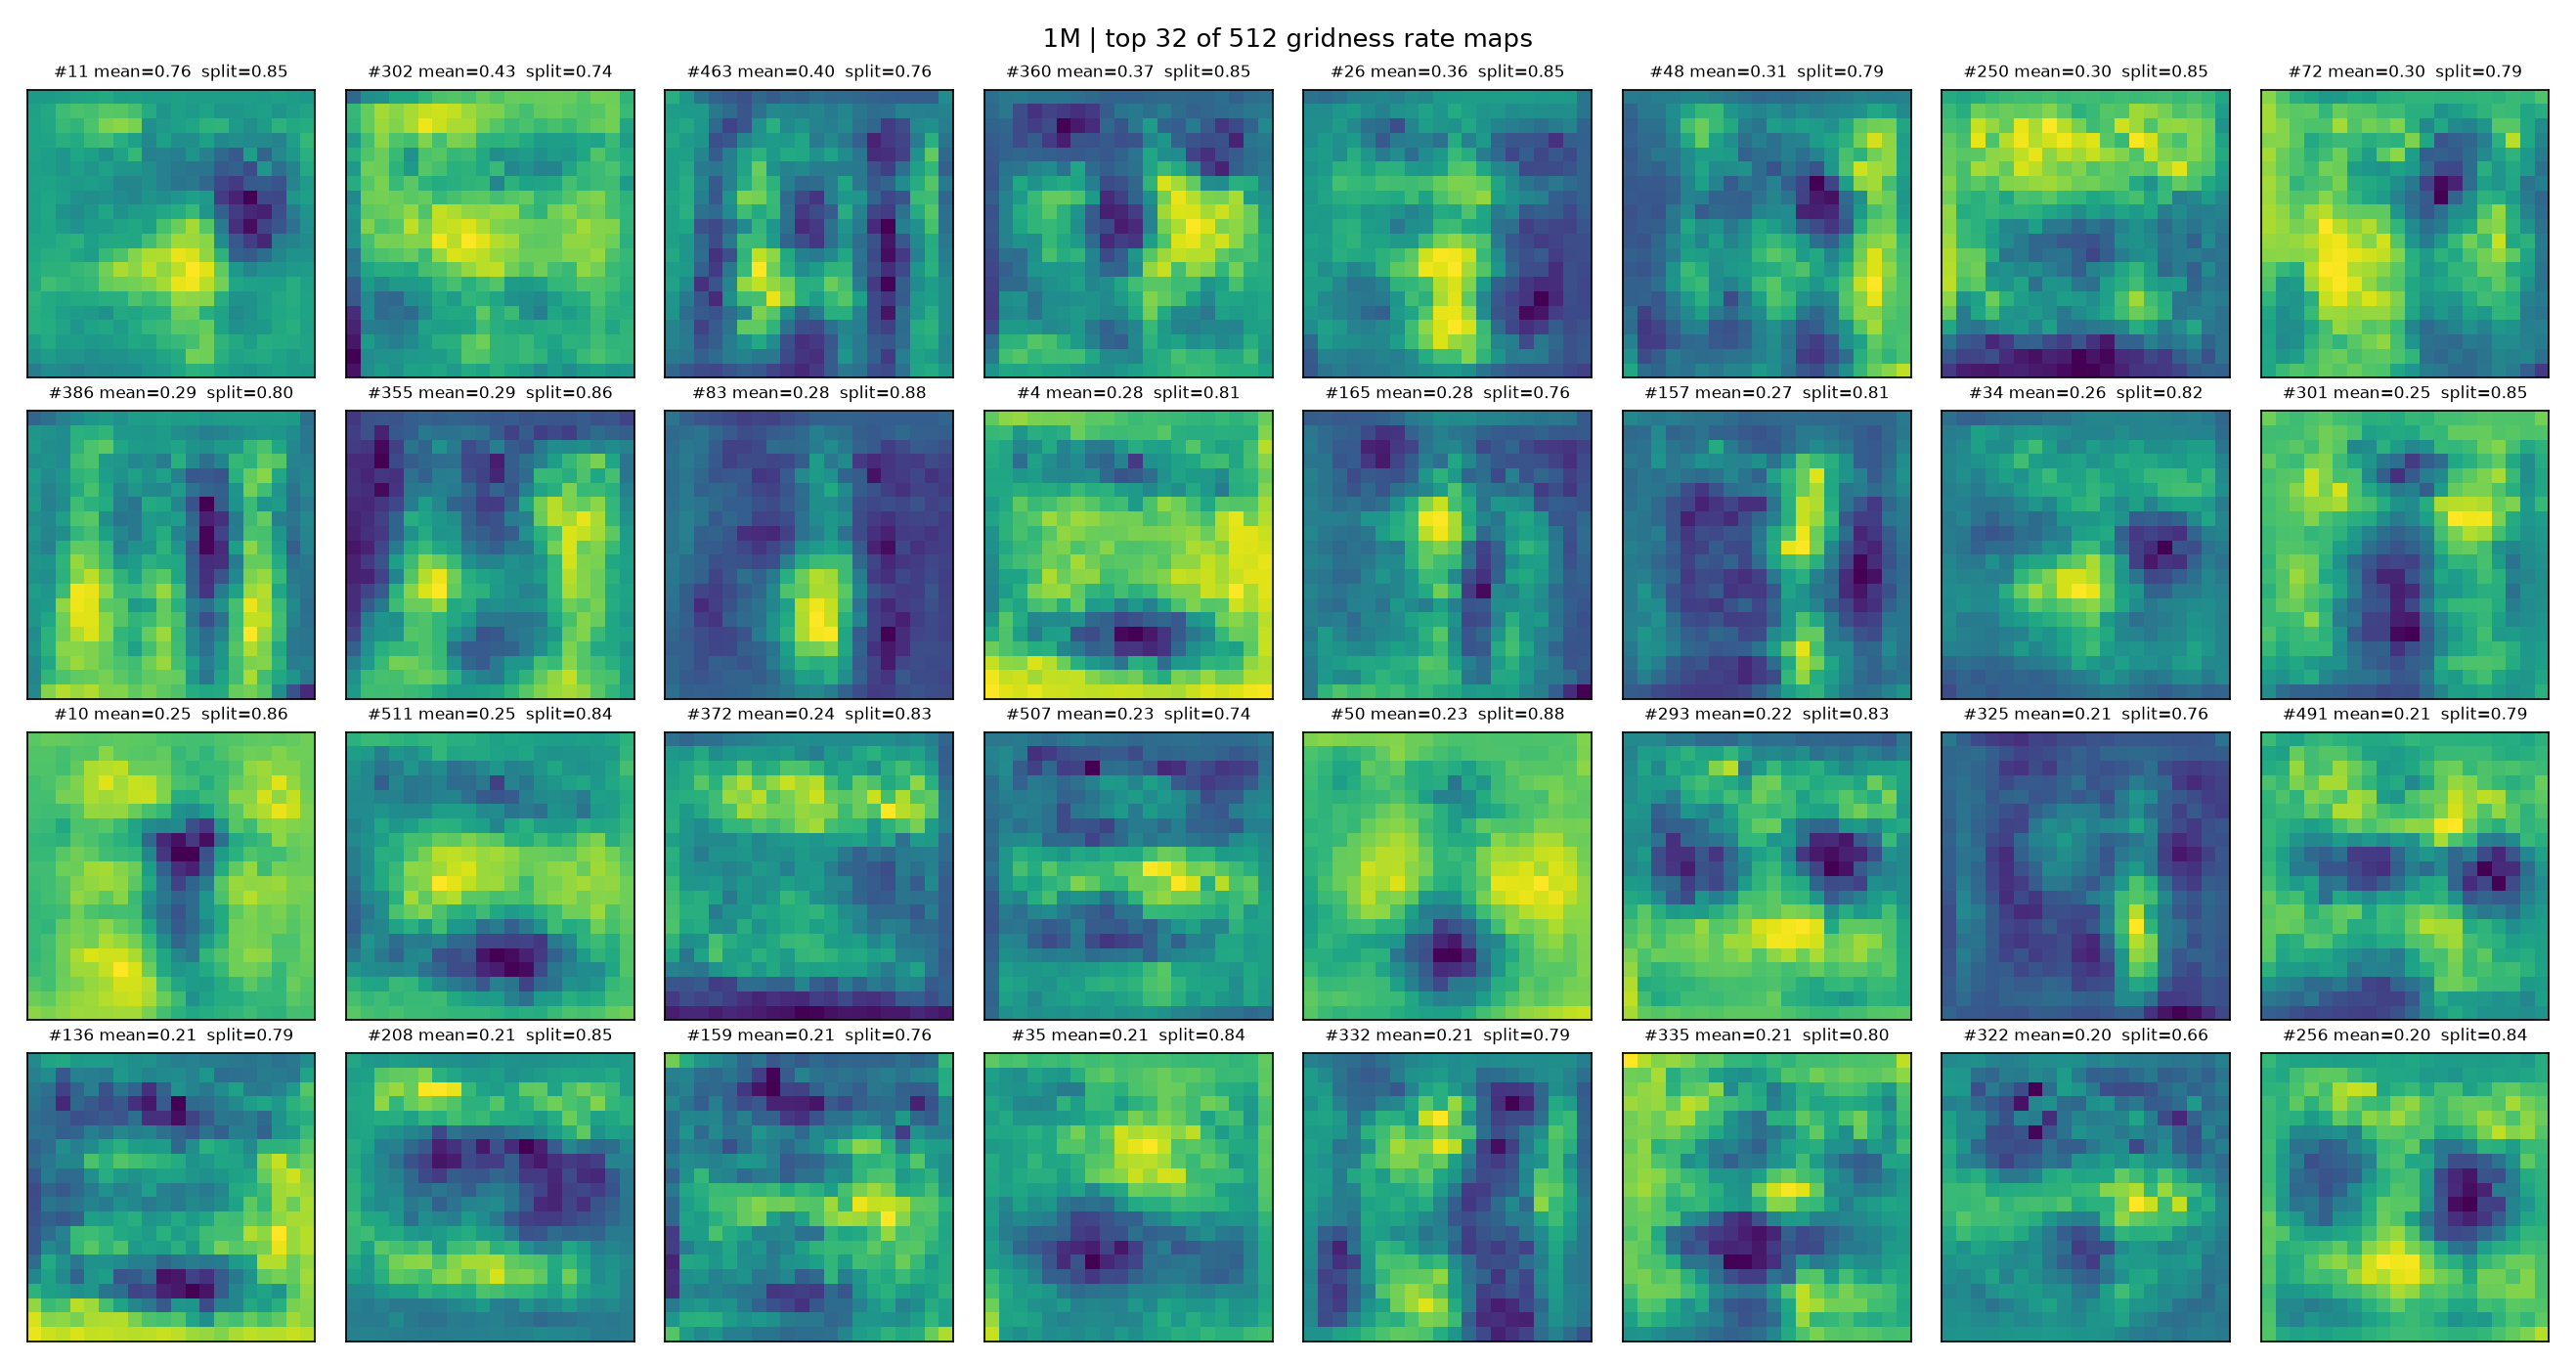 1M | top 32 of 512 gridness rate maps
#11 mean=0.76 split=0.85
#302 mean=0.43 split=0.74
#463 mean=0.40 split=0.76
#360 mean=0.37 split=0.85
#26 mean=0.36 split=0.85
#48 mean=0.31 split=0.79
#250 mean=0.30 split=0.85
#72 mean=0.30 split=0.79
#386 mean=0.29 split=0.80
#355 mean=0.29 split=0.86
#83 mean=0.28 split=0.88
#4 mean=0.28 split=0.81
#165 mean=0.28 split=0.76
#157 mean=0.27 split=0.81
#34 mean=0.26 split=0.82
#301 mean=0.25 split=0.85
#10 mean=0.25 split=0.86
#511 mean=0.25 split=0.84
#372 mean=0.24 split=0.83
#507 mean=0.23 split=0.74
#50 mean=0.23 split=0.88
#293 mean=0.22 split=0.83
#325 mean=0.21 split=0.76
#491 mean=0.21 split=0.79
#136 mean=0.21 split=0.79
#208 mean=0.21 split=0.85
#159 mean=0.21 split=0.76
#35 mean=0.21 split=0.84
#332 mean=0.21 split=0.79
#335 mean=0.21 split=0.80
#322 mean=0.20 split=0.66
#256 mean=0.20 split=0.84